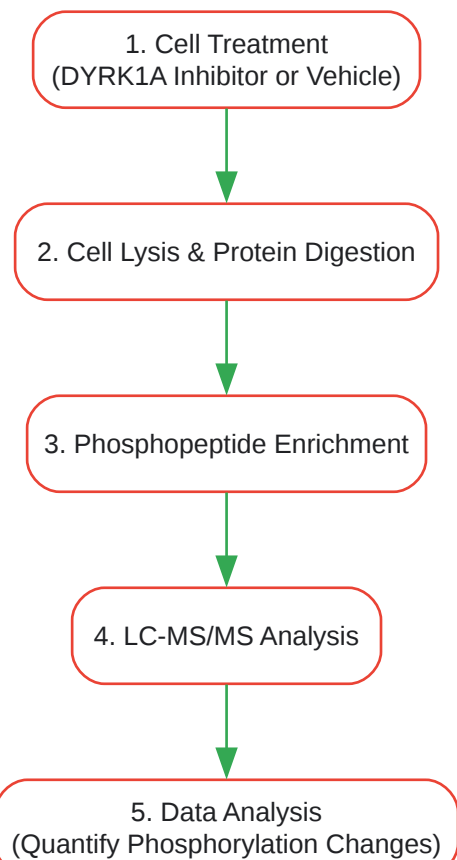 1. Cell Treatment
(DYRK1A Inhibitor or Vehicle)
2. Cell Lysis & Protein Digestion
3. Phosphopeptide Enrichment
4. LC-MS/MS Analysis
5. Data Analysis
(Quantify Phosphorylation Changes)